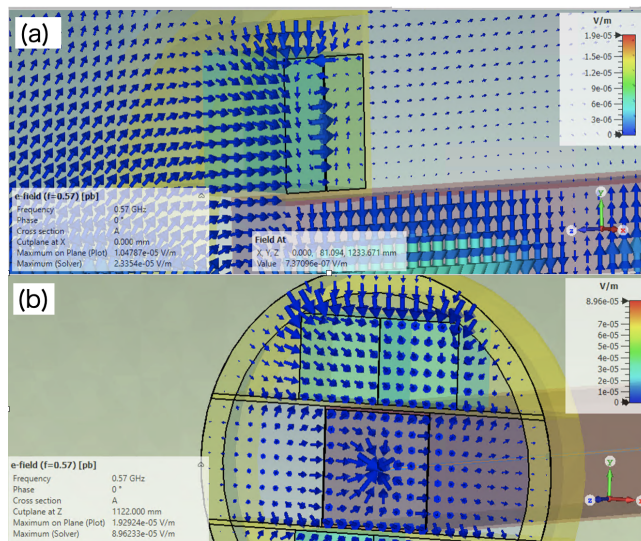 (a)
V/m
1.9e-05
1.5e-05
1.2e-05
9e-06
6e-06
3e-06
0
e-field (f=0.57) [pb]
Frequency 0.57 GHz
Phase 0°
Cross section A
Cutplane at X 0.000 mm
Maximum on Plane (Plot) 1.04787e-05 V/m
Maximum (Solver) 2.3354e-05 V/m
Field At
X, Y, Z 0.000, 81.094, 1233.671 mm
Value 7.37096e-07 V/m
y
z
x
(b)
V/m
8.96e-05
7e-05
6e-05
5e-05
4e-05
3e-05
2e-05
1e-05
0
e-field (f=0.57) [pb]
Frequency 0.57 GHz
Phase 0°
Cross section A
Cutplane at Z 1122.000 mm
Maximum on Plane (Plot) 1.92924e-05 V/m
Maximum (Solver) 8.96233e-05 V/m
y
z
x